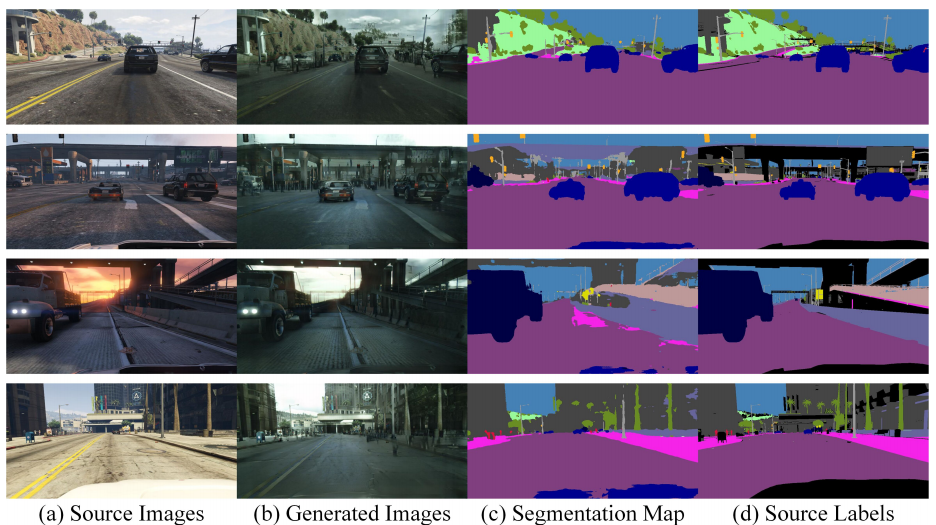 (a) Source Images (b) Generated Images (c) Segmentation Map (d) Source Labels